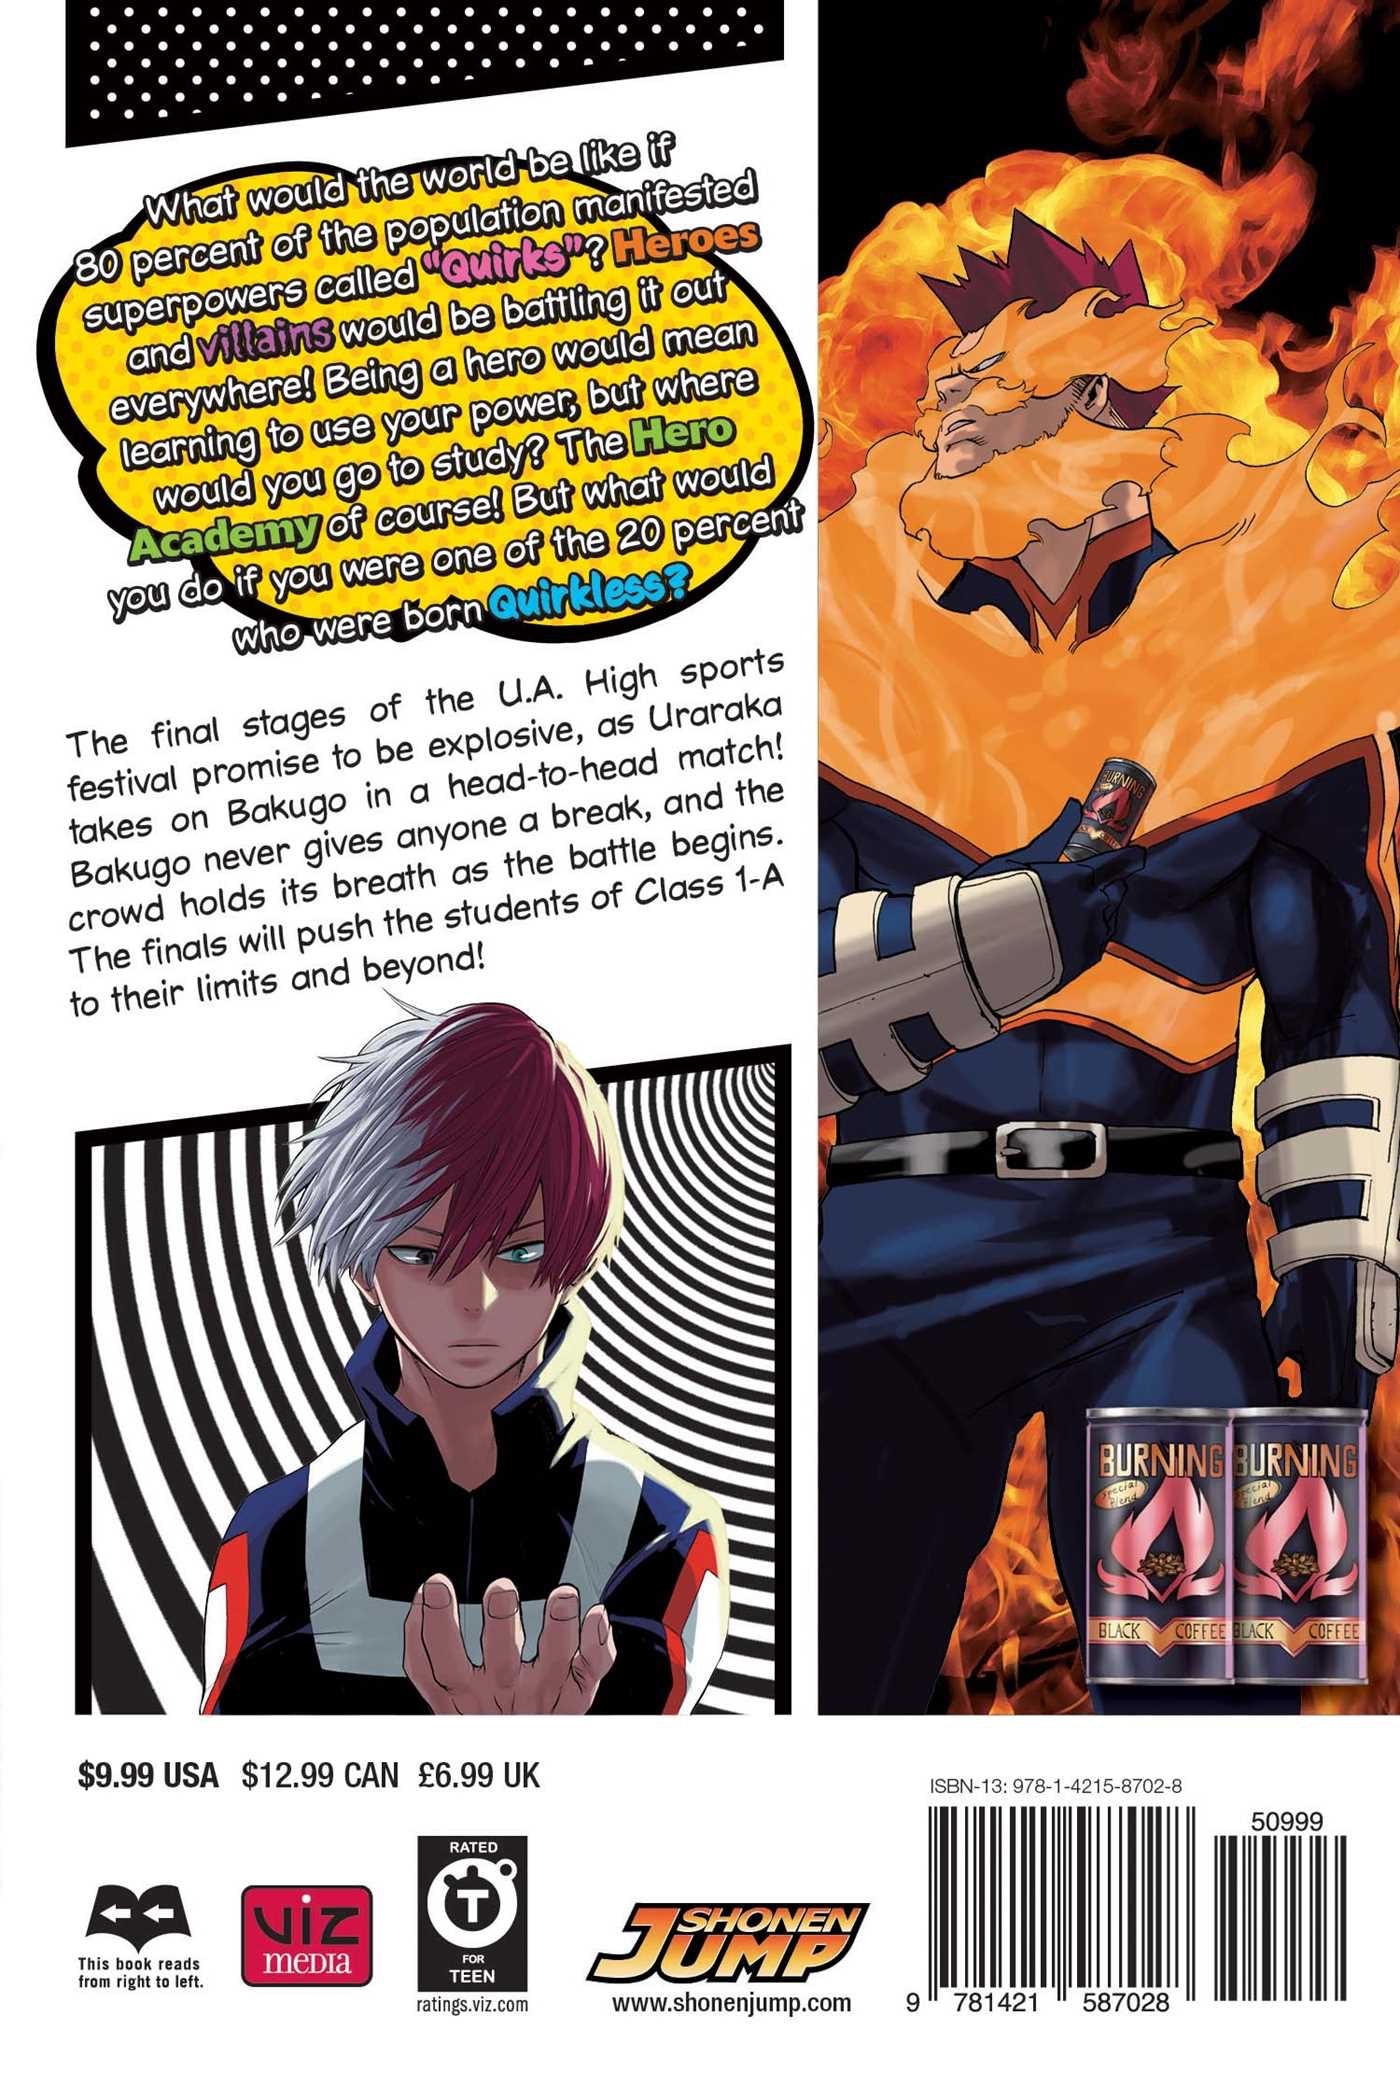 What would the world be like if
80 percent of the population manifested
superpowers called "Quirks"? Heroes
and villains would be battling it out
everywhere! Being a hero would mean
learning to use your power, but where
would you go to study? The Hero
Academy of course! But what would
you do if you were one of the 20 percent
who were born Quirkless?
The final stages of the U.A. High sports
festival promise to be explosive, as Uraraka
takes on Bakugo in a head-to-head match!
Bakugo never gives anyone a break, and the
crowd holds its breath as the battle begins.
The finals will push the students of Class 1-A
to their limits and beyond!
BURNING
BURNING
special
blend
BLACK COFFEE
BURNING
special
blend
BLACK COFFEE
$9.99 USA $12.99 CAN £6.99 UK
This book reads
from right to left.
VIZ
MEDIA
RATED
T
FOR
TEEN
ratings.viz.com
SHONEN
JUMP
www.shonenjump.com
ISBN-13: 978-1-4215-8702-8
50999
9 781421 587028